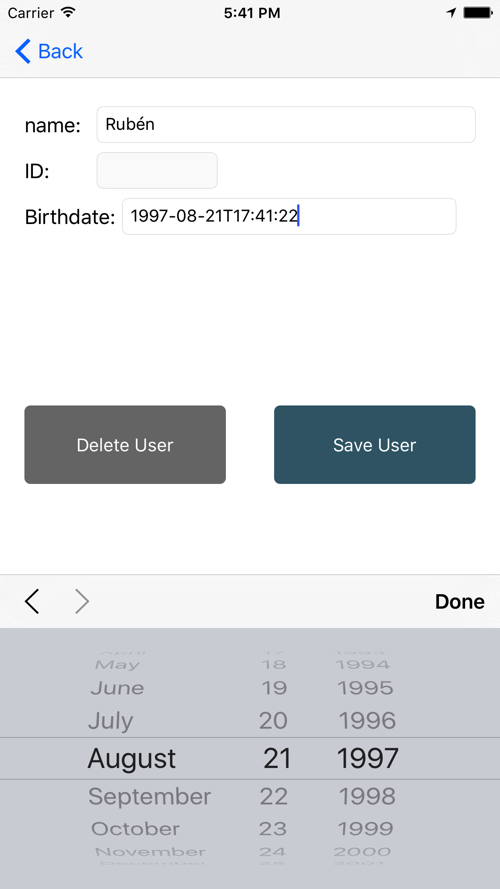 Carrier 5:41 PM
Back
name: Rubén
ID:
Birthdate: 1997-08-21T17:41:22
Delete User Save User
Done
May 18 1994
June 19 1995
July 20 1996
August 21 1997
September 22 1998
October 23 1999
November 24 2000